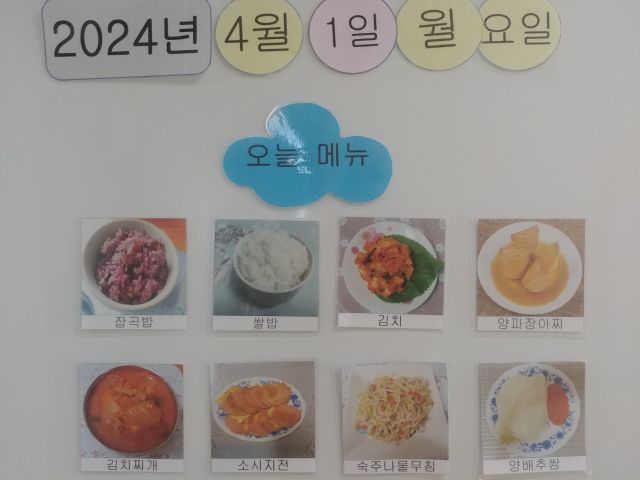 2024년 4월 1일 월 요일
오늘 메뉴
잡곡밥 쌀밥 김치 양파장아찌
김치찌개 소시지전 숙주나물무침 양배추쌈